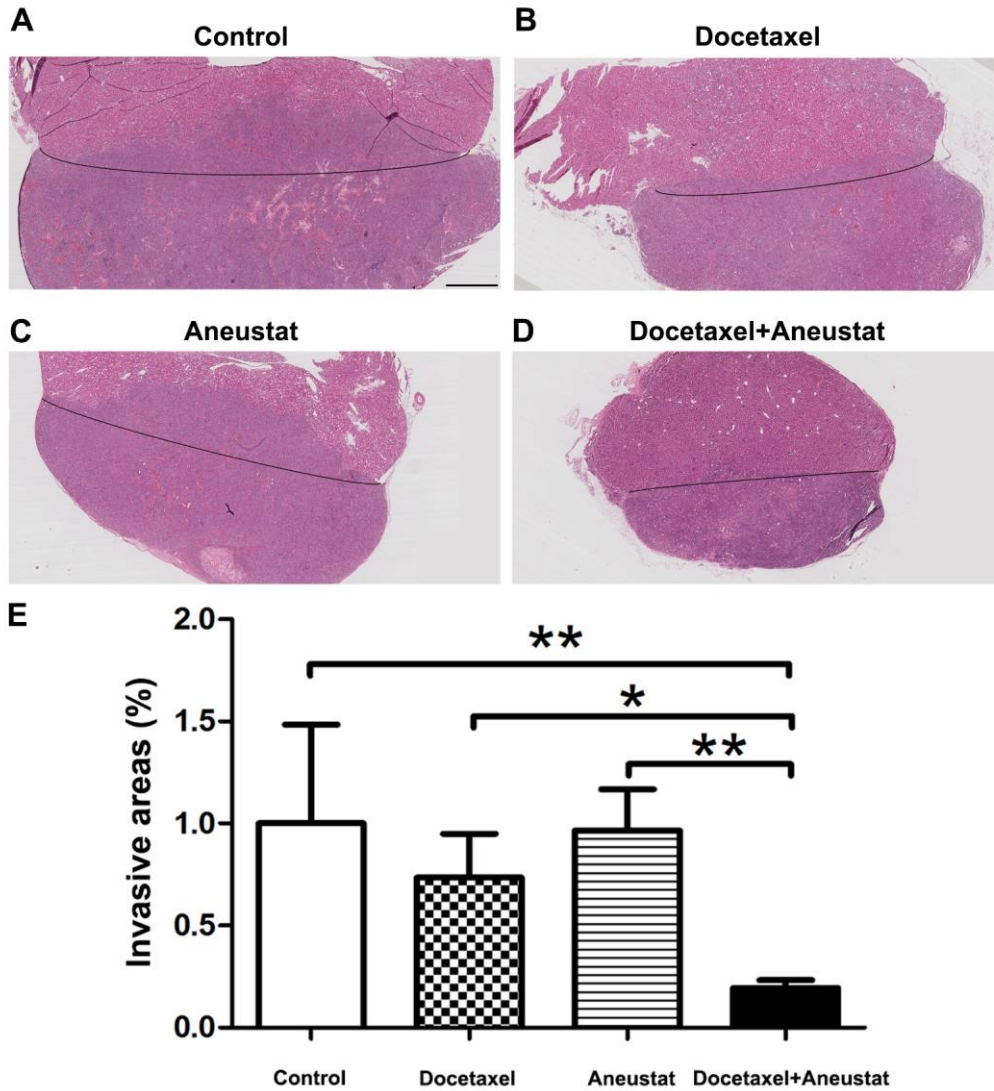 A
Control
B
Docetaxel
C
Aneustat
D
Docetaxel+Aneustat
E
Invasive areas (%)
2.0
1.5
1.0
0.5
0.0
**
*
**
Control
Docetaxel
Aneustat
Docetaxel+Aneustat